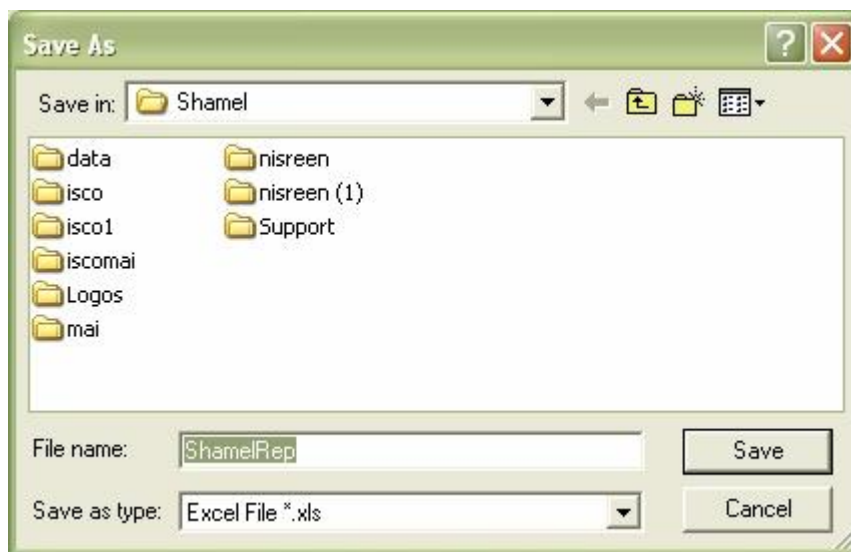 Save As
Save in: Shamel
data
isco
isco1
iscomai
Logos
mai
nisreen
nisreen (1)
Support
File name: ShamelRep Save
Save as type: Excel File *.xls Cancel